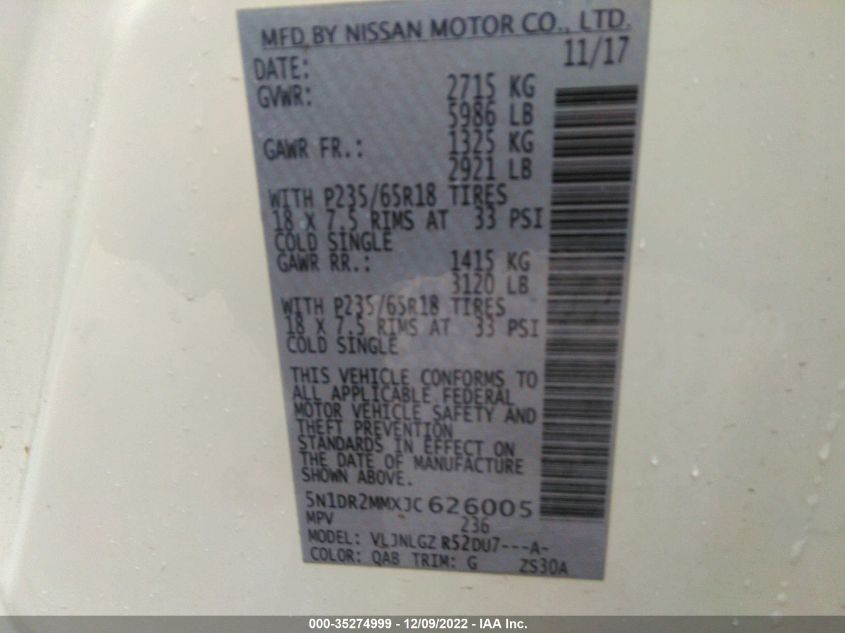 MFD BY NISSAN MOTOR CO., LTD.
DATE: 11/17
GVWR: 2715 KG
5986 LB
GAWR FR.: 1325 KG
2921 LB
WITH P235/65R18 TIRES
18 X 7.5 RIMS AT 33 PSI
COLD SINGLE
GAWR RR.: 1415 KG
3120 LB
WITH P235/65R18 TIRES
18 X 7.5 RIMS AT 33 PSI
COLD SINGLE
THIS VEHICLE CONFORMS TO
ALL APPLICABLE FEDERAL
MOTOR VEHICLE SAFETY AND
THEFT PREVENTION
STANDARDS IN EFFECT ON
THE DATE OF MANUFACTURE
SHOWN ABOVE.
5N1DR2MMXJC626005
MPV 236
MODEL: VLJNLGZ R52DU7---A-
COLOR: QAB TRIM: G ZS30A
000-35274999 - 12/09/2022 - IAA Inc.